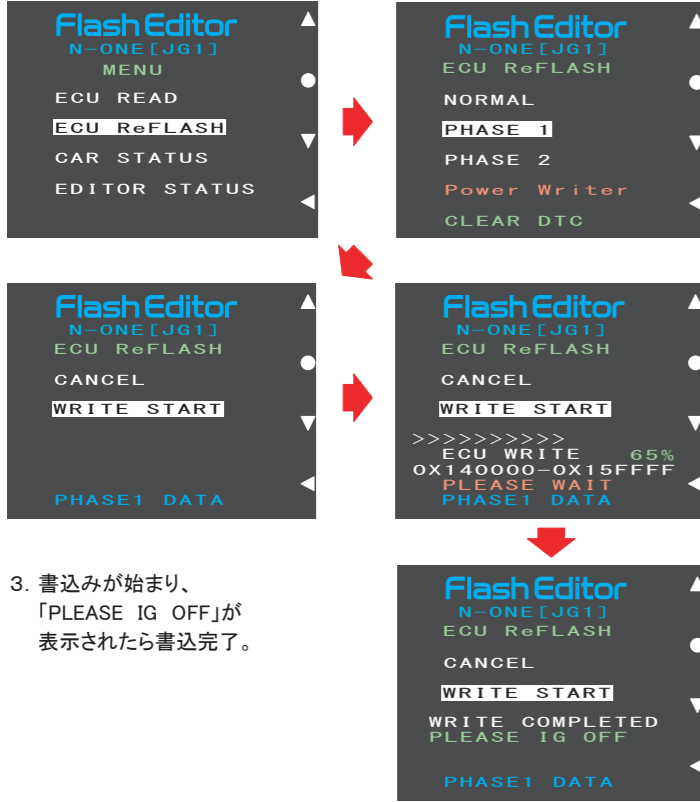 Flash Editor
N-ONE[JG1]
MENU
ECU READ
ECU ReFLASH
CAR STATUS
EDITOR STATUS
Flash Editor
N-ONE[JG1]
ECU ReFLASH
NORMAL
PHASE 1
PHASE 2
Power Writer
CLEAR DTC
Flash Editor
N-ONE[JG1]
ECU ReFLASH
CANCEL
WRITE START
PHASE1 DATA
Flash Editor
N-ONE[JG1]
ECU ReFLASH
CANCEL
WRITE START
>>>>>>>>>>
ECU WRITE 65%
0X140000-0X15FFFF
PLEASE WAIT
PHASE1 DATA
3. 書込みが始まり、
「PLEASE IG OFF」が
表示されたら書込完了。
Flash Editor
N-ONE[JG1]
ECU ReFLASH
CANCEL
WRITE START
WRITE COMPLETED
PLEASE IG OFF
PHASE1 DATA